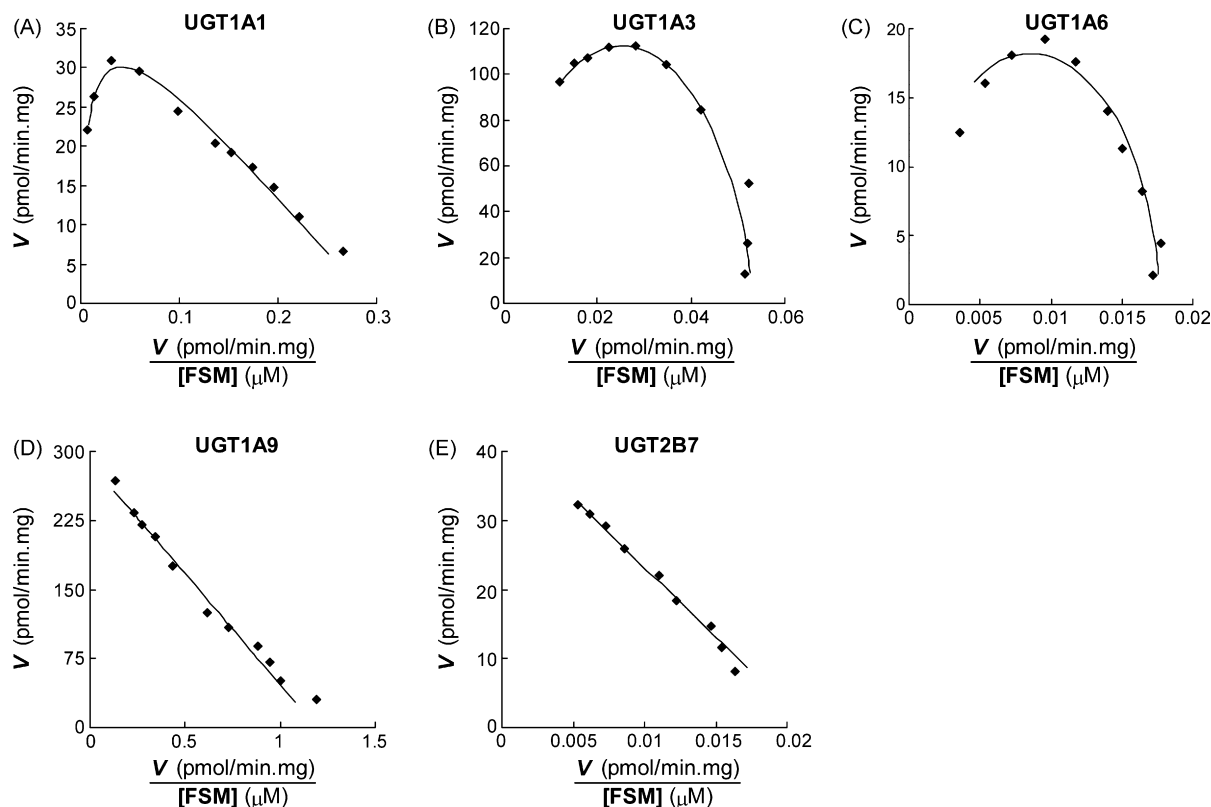 (A) UGT1A1
V (pmol/min.mg)
35
30
25
20
15
10
5
0
0 0.1 0.2 0.3
V (pmol/min.mg)
[FSM] (μM)
(B) UGT1A3
V (pmol/min.mg)
120
100
80
60
40
20
0
0 0.02 0.04 0.06
V (pmol/min.mg)
[FSM] (μM)
(C) UGT1A6
V (pmol/min.mg)
20
15
10
5
0
0 0.005 0.01 0.015 0.02
V (pmol/min.mg)
[FSM] (μM)
(D) UGT1A9
V (pmol/min.mg)
300
225
150
75
0
0 0.5 1 1.5
V (pmol/min.mg)
[FSM] (μM)
(E) UGT2B7
V (pmol/min.mg)
40
30
20
10
0
0 0.005 0.01 0.015 0.02
V (pmol/min.mg)
[FSM] (μM)